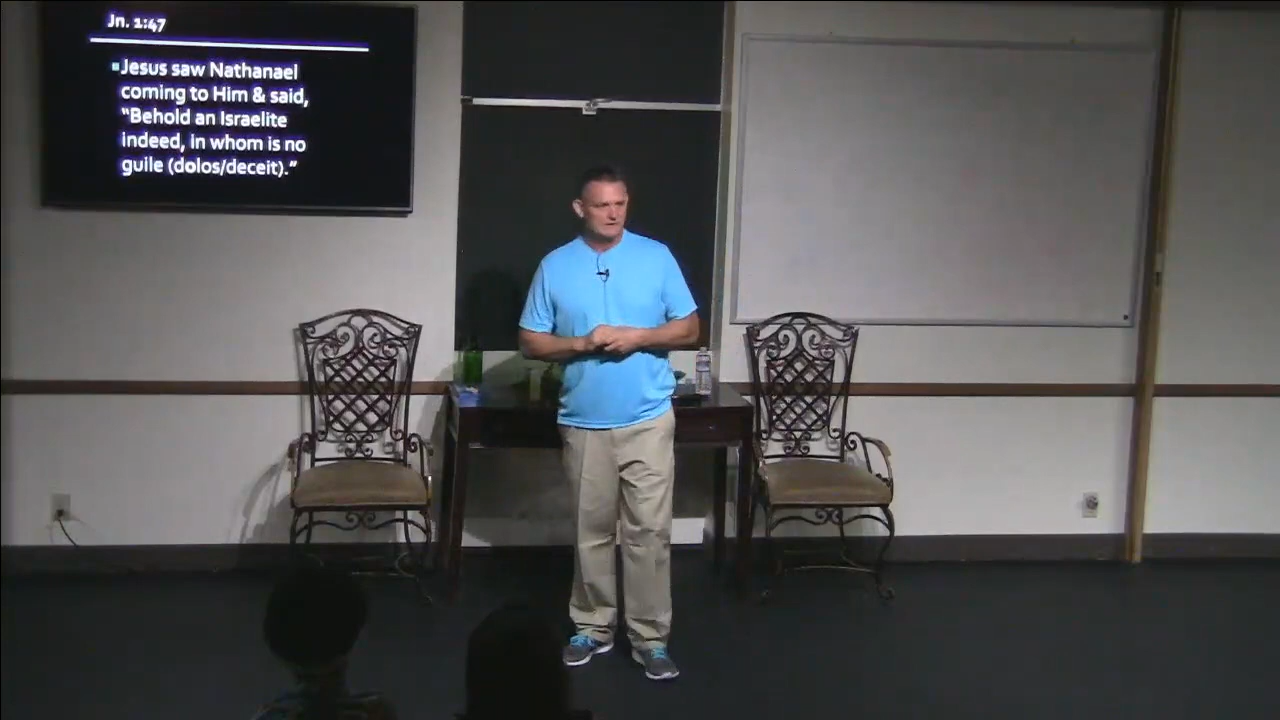 Jn. 1:47
▪Jesus saw Nathanael
coming to Him & said,
“Behold an Israelite
indeed, in whom is no
guile (dolos/deceit).”